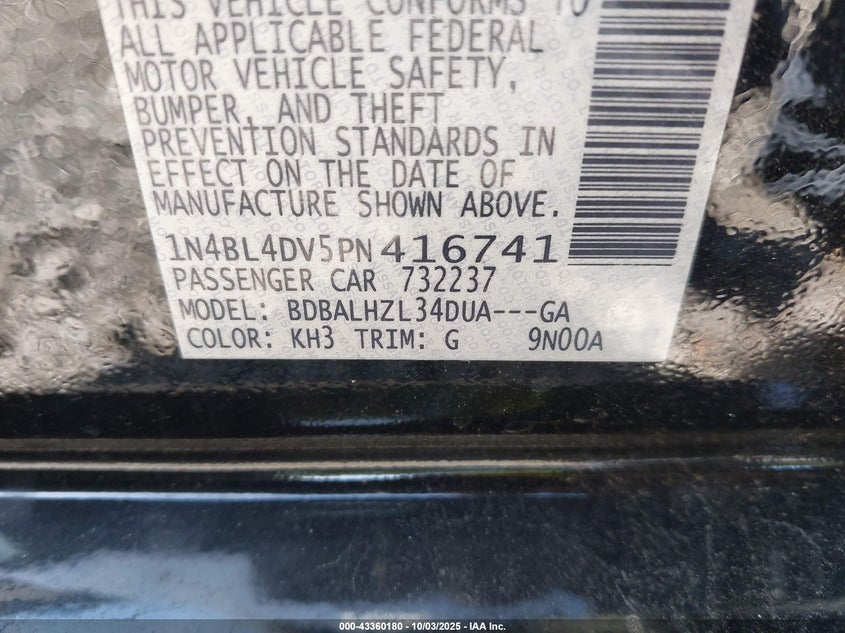 THIS VEHICLE CONFORMS TO
ALL APPLICABLE FEDERAL
MOTOR VEHICLE SAFETY,
BUMPER, AND THEFT
PREVENTION STANDARDS IN
EFFECT ON THE DATE OF
MANUFACTURE SHOWN ABOVE.
1N4BL4DV5PN416741
PASSENGER CAR 732237
MODEL: BDBALHZL34DUA---GA
COLOR: KH3 TRIM: G 9N00A
000-43360180 - 10/03/2025 - IAA Inc.